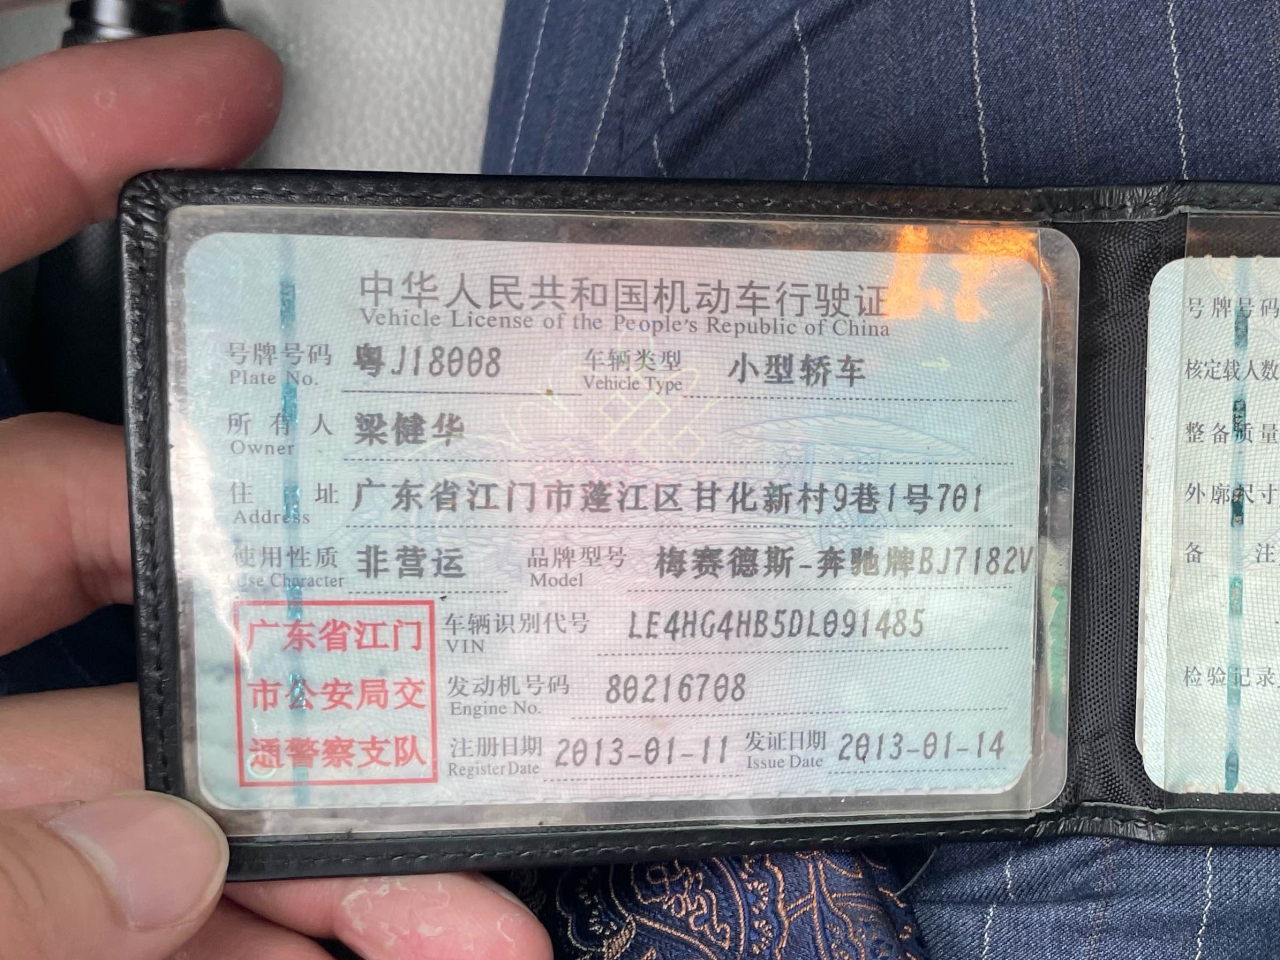 中华人民共和国机动车行驶证
Vehicle License of the People's Republic of China
号牌号码 粤J18008 车辆类型 小型轿车
Plate No. Vehicle Type
所有人 梁健华
Owner
住址 广东省江门市蓬江区甘化新村9巷1号701
Address
使用性质 非营运 品牌型号 梅赛德斯-奔驰牌BJ7182V
Use Character Model
广东省江门
市公安局交
通警察支队
车辆识别代号 LE4HG4HB5DL091485
VIN
发动机号码 80216708
Engine No.
注册日期 2013-01-11 发证日期 2013-01-14
Register Date Issue Date
号牌号码
核定载人数
整备质量
外廓尺寸
备注
检验记录